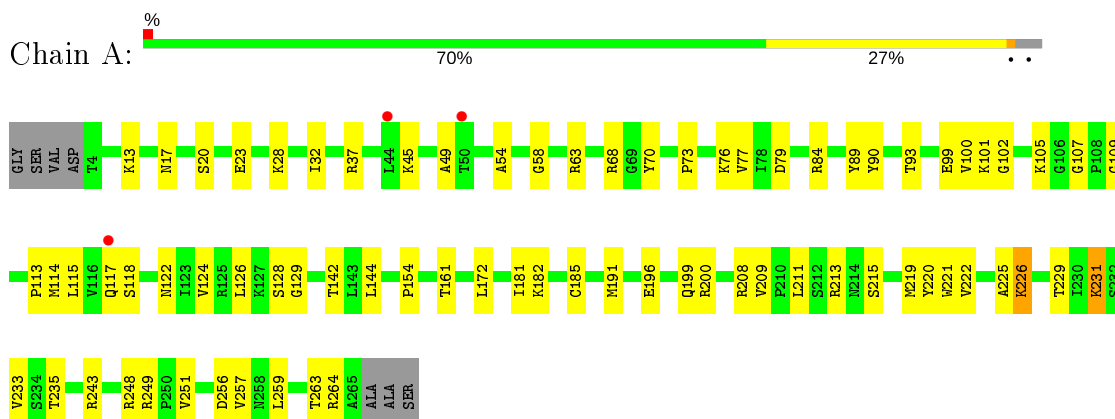 %
Chain A:
70% 27% • •
GLY SER VAL ASP T4 K13 N17 S20 E23 K28 I32 R37 L44 K45 A49 T50 A54 G58 R63 R68 G69 Y70 P73 K76 V77 I78 D79 R84 Y89 Y90 T93 E99 V100 K101 G102 K105 G106 G107 P108 G109
P113 M114 L115 V116 Q117 S118 N122 I123 V124 R125 L126 K127 S128 G129 T142 L143 L144 P154 T161 L172 I181 K182 C185 M191 E196 Q199 R200 R208 V209 P210 L211 S212 R213 N214 S215 M219 Y220 W221 V222 A225 K226 T229 I230 K231 S232
V233 S234 T235 R243 R248 R249 P250 V251 D256 V257 N258 L259 T263 R264 A265 ALA ALA SER